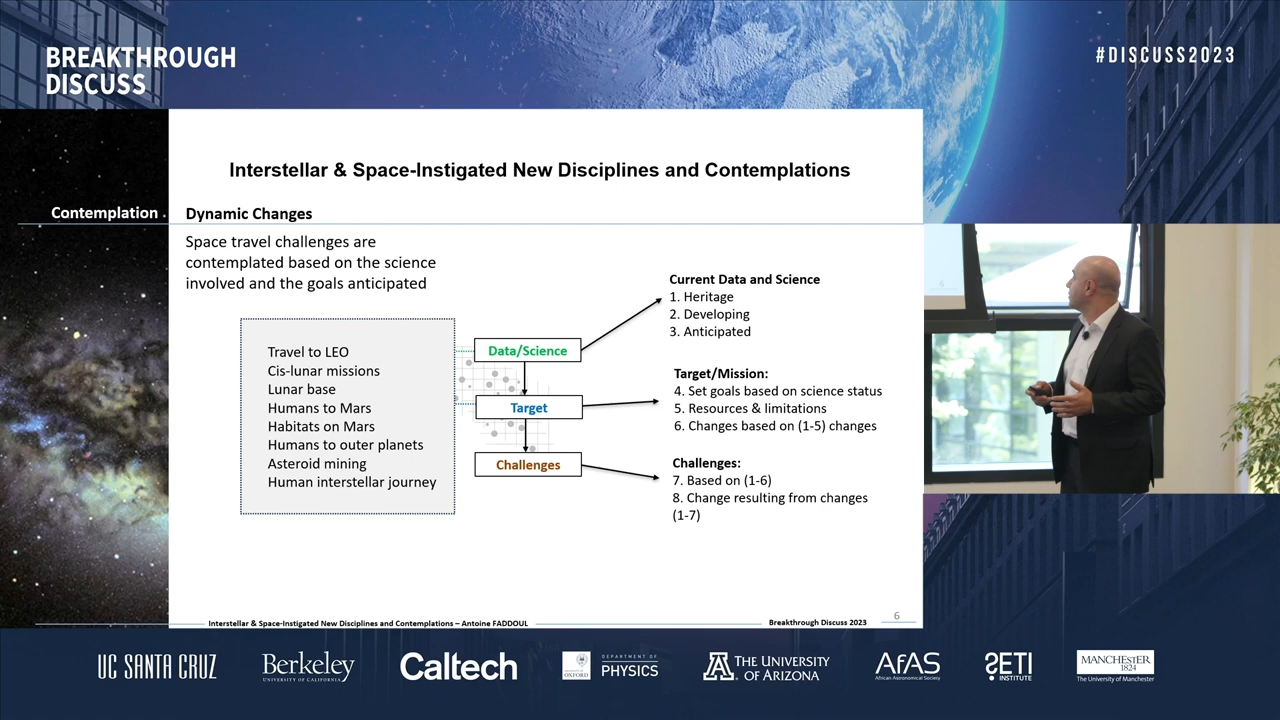 BREAKTHROUGH
DISCUSS
#DISCUSS2023
Interstellar & Space-Instigated New Disciplines and Contemplations
Contemplation
Dynamic Changes
Space travel challenges are
contemplated based on the science
involved and the goals anticipated
Travel to LEO
Cis-lunar missions
Lunar base
Humans to Mars
Habitats on Mars
Humans to outer planets
Asteroid mining
Human interstellar journey
Data/Science
Target
Challenges
Current Data and Science
1. Heritage
2. Developing
3. Anticipated
Target/Mission:
4. Set goals based on science status
5. Resources & limitations
6. Changes based on (1-5) changes
Challenges:
7. Based on (1-6)
8. Change resulting from changes
(1-7)
6
Interstellar & Space-Instigated New Disciplines and Contemplations – Antoine FADDOUL
Breakthrough Discuss 2023
UC SANTA CRUZ
Berkeley
UNIVERSITY OF CALIFORNIA
Caltech
UNIVERSITY OF
OXFORD
DEPARTMENT OF
PHYSICS
THE UNIVERSITY
OF ARIZONA
AfAS
African Astronomical Society
SETI
INSTITUTE
MANCHESTER
1824
The University of Manchester